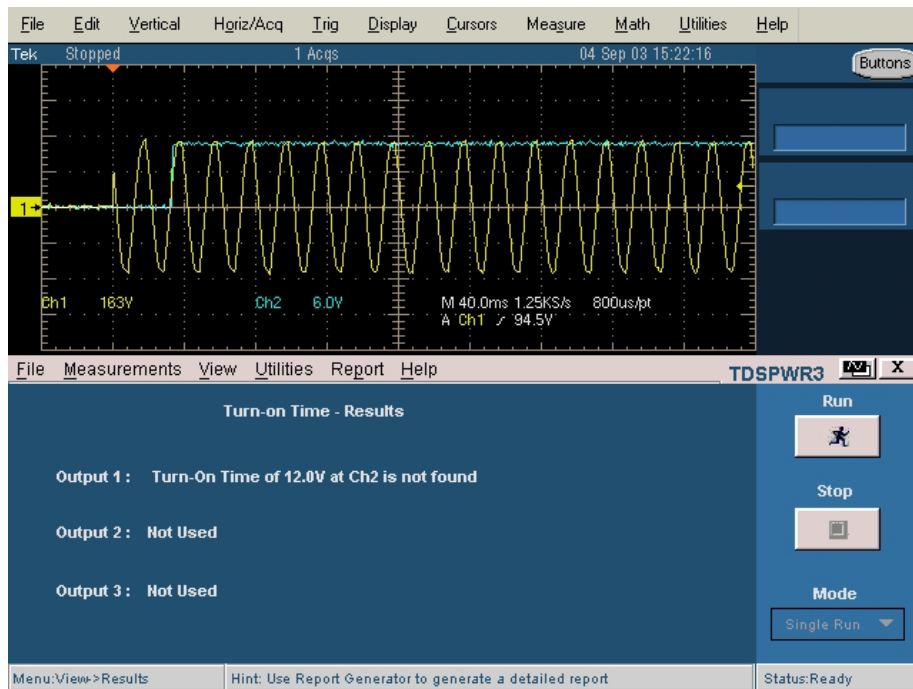 File Edit Vertical Horiz/Acq Trig Display Cursors Measure Math Utilities Help
Tek Stopped 1 Acqs 04 Sep 03 15:22:16
Buttons
1
Ch1 163V Ch2 6.0V M 40.0ms 1.25KS/s 800us/pt
A Ch1 94.5V
File Measurements View Utilities Report Help
TDSPWR3 X
Turn-on Time - Results
Run
Output 1 : Turn-On Time of 12.0V at Ch2 is not found
Stop
Output 2 : Not Used
Output 3 : Not Used
Mode
Single Run
Menu:View->Results Hint: Use Report Generator to generate a detailed report Status:Ready